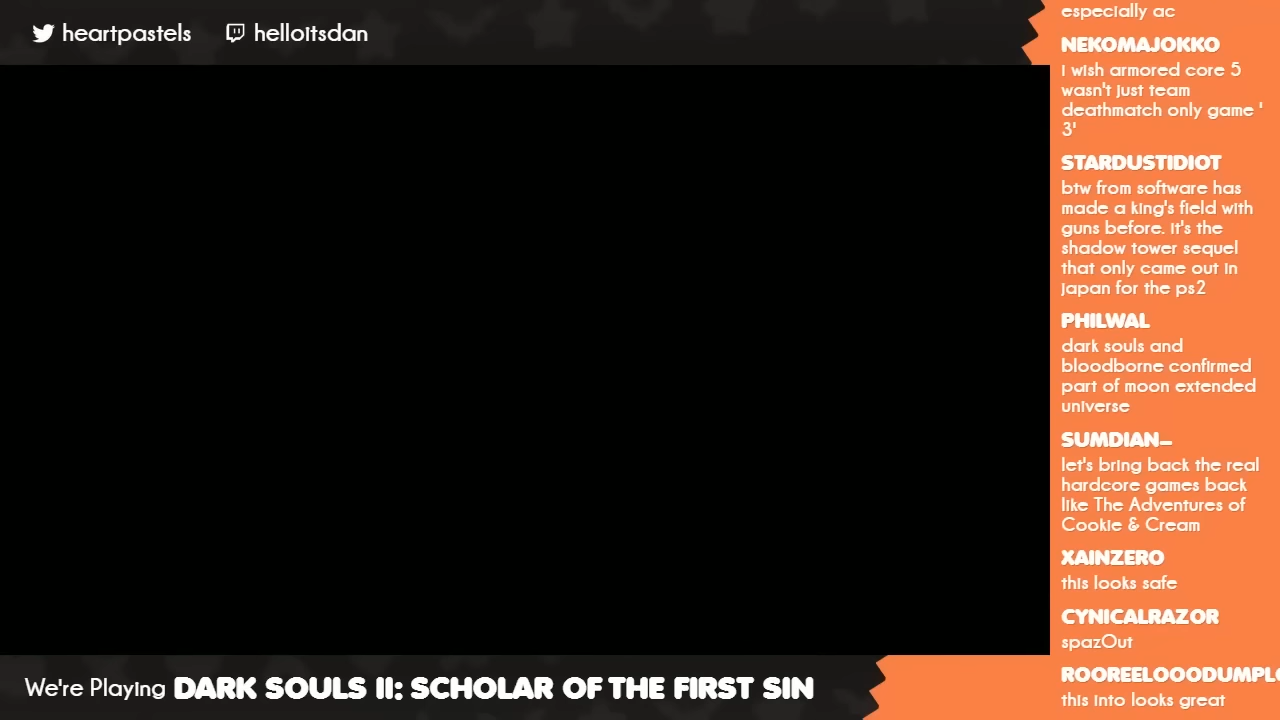 heartpastels
helloitsdan
especially ac
NEKOMAJOKKO
i wish armored core 5
wasn't just team
deathmatch only game '
3'
STARDUSTIDIOT
btw from software has
made a king's field with
guns before. it's the
shadow tower sequel
that only came out in
japan for the ps2
PHILWAL
dark souls and
bloodborne confirmed
part of moon extended
universe
SUMDIAN_
let's bring back the real
hardcore games back
like The Adventures of
Cookie & Cream
XAINZERO
this looks safe
CYNICALRAZOR
spazOut
ROOREELOOODUMPL
this into looks great
We're Playing DARK SOULS II: SCHOLAR OF THE FIRST SIN